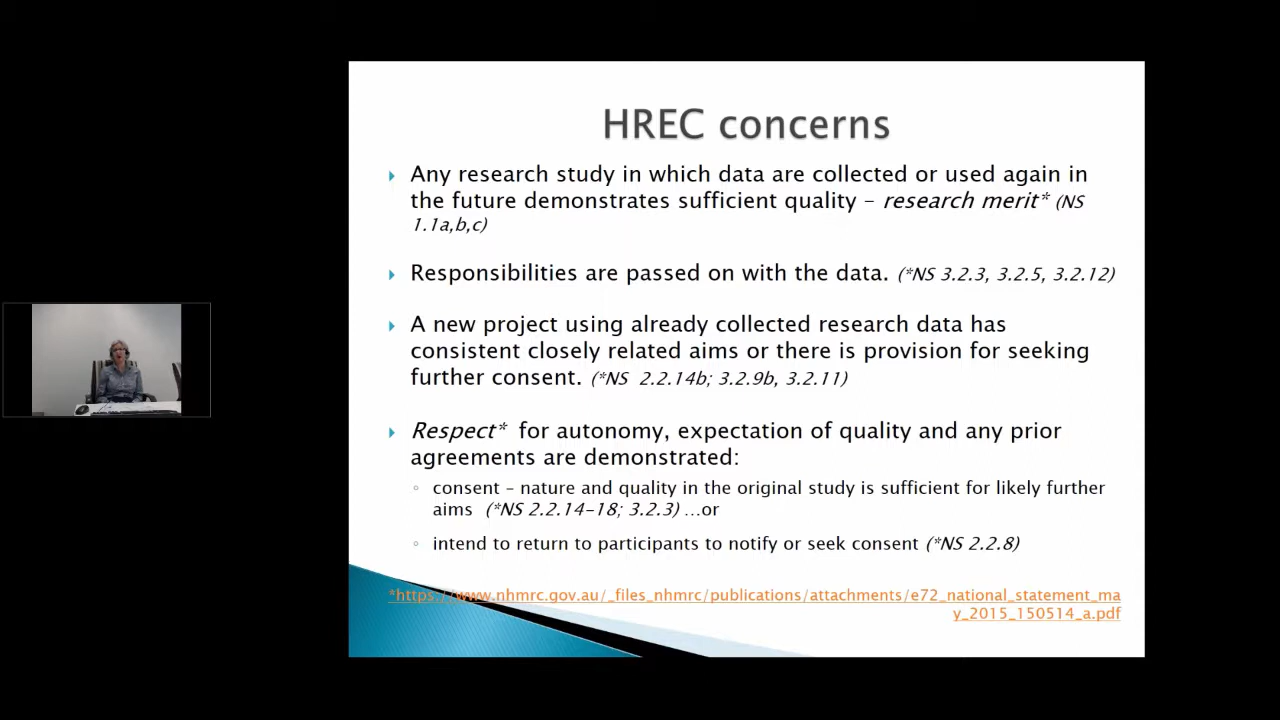 HREC concerns
Any research study in which data are collected or used again in
the future demonstrates sufficient quality – research merit* (NS
1.1a,b,c)
Responsibilities are passed on with the data. (*NS 3.2.3, 3.2.5, 3.2.12)
A new project using already collected research data has
consistent closely related aims or there is provision for seeking
further consent. (*NS 2.2.14b; 3.2.9b, 3.2.11)
Respect* for autonomy, expectation of quality and any prior
agreements are demonstrated:
consent – nature and quality in the original study is sufficient for likely further
aims (*NS 2.2.14-18; 3.2.3) …or
intend to return to participants to notify or seek consent (*NS 2.2.8)
*https://www.nhmrc.gov.au/_files_nhmrc/publications/attachments/e72_national_statement_ma
y_2015_150514_a.pdf